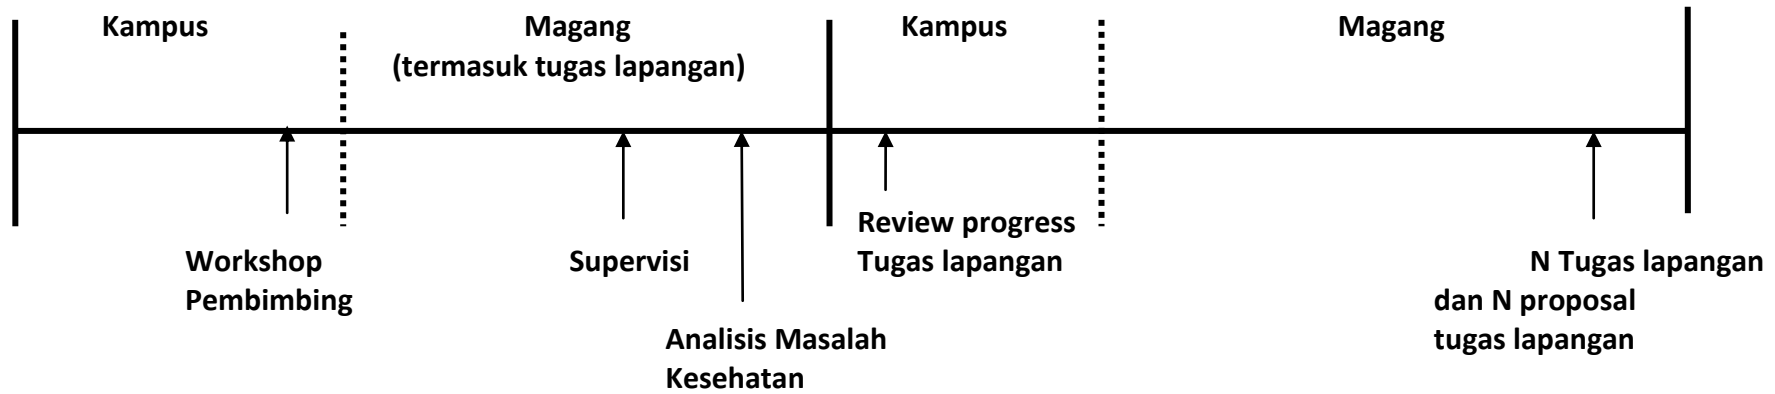 Kampus
Magang
(termasuk tugas lapangan)
Kampus
Magang
Workshop
Pembimbing
Supervisi
Analisis Masalah
Kesehatan
Review progress
Tugas lapangan
N Tugas lapangan
dan N proposal
tugas lapangan